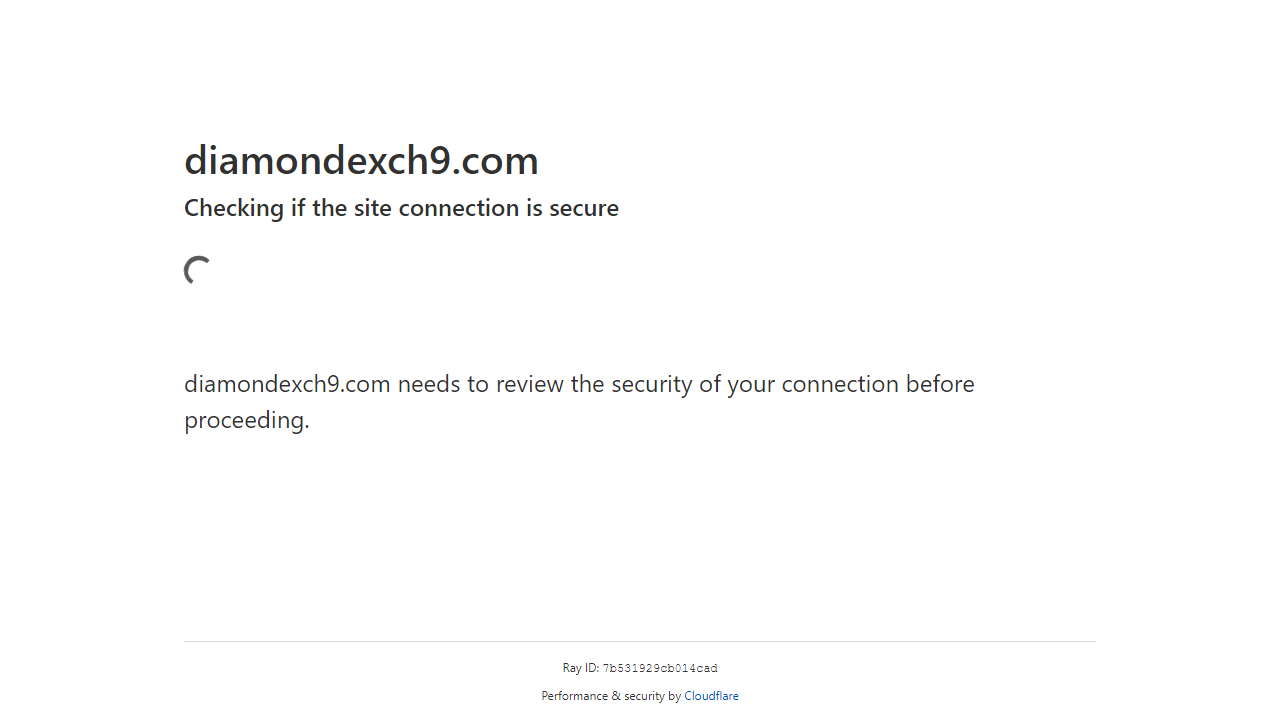 diamondexch9.com
Checking if the site connection is secure
diamondexch9.com needs to review the security of your connection before
proceeding.
Ray ID: 7b531929cb014cad
Performance & security by Cloudflare